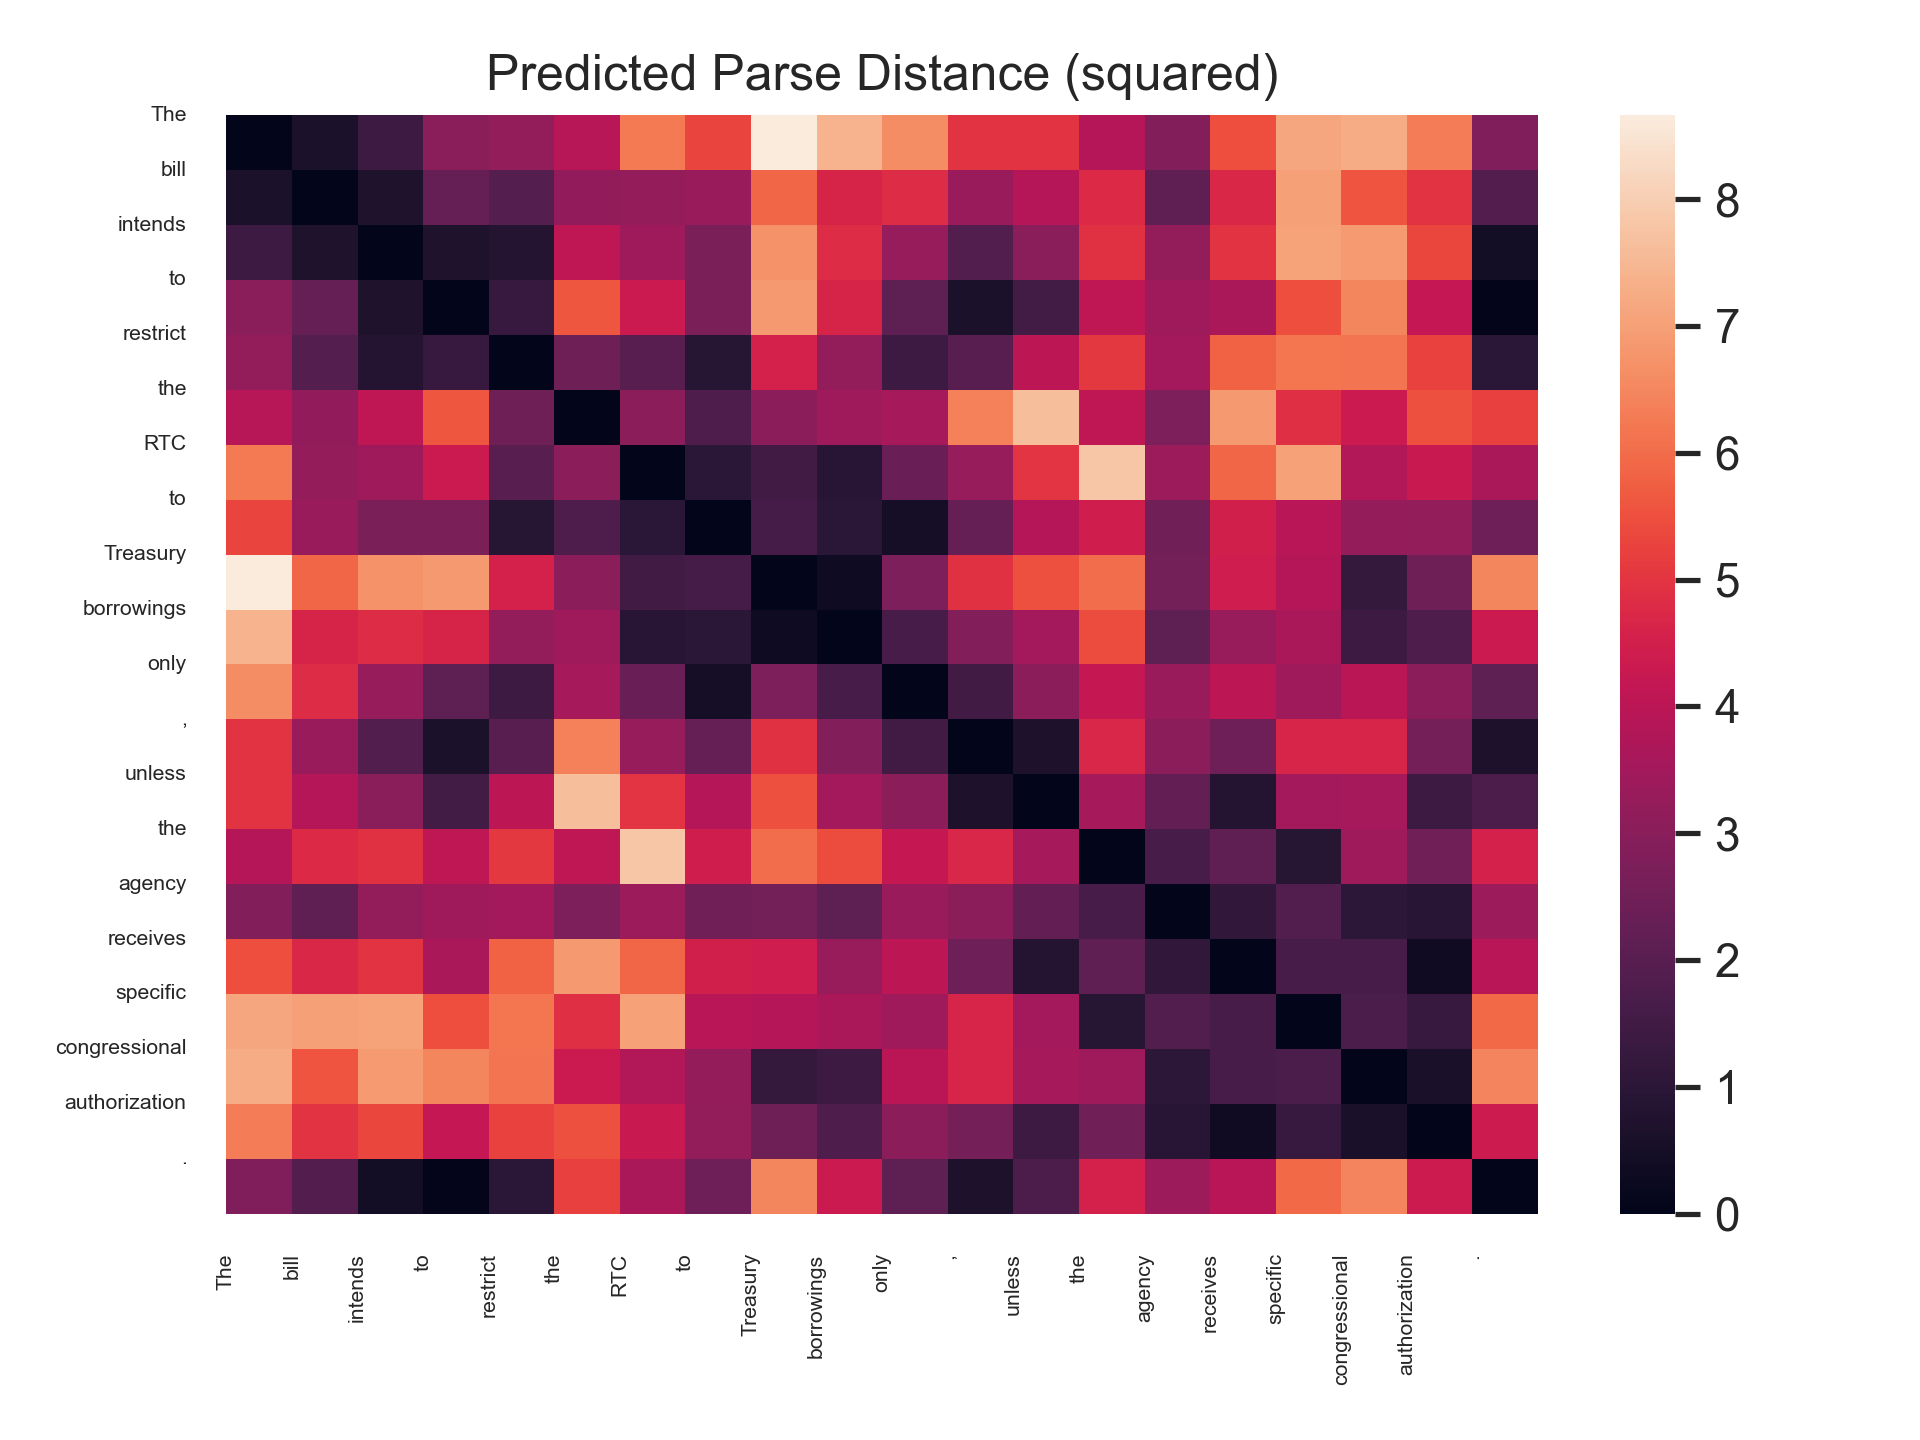 Predicted Parse Distance (squared)
The
bill
intends
to
restrict
the
RTC
to
Treasury
borrowings
only
,
unless
the
agency
receives
specific
congressional
authorization
.
8
7
6
5
4
3
2
1
0
The
bill
intends
to
restrict
the
RTC
to
Treasury
borrowings
only
,
unless
the
agency
receives
specific
congressional
authorization
.